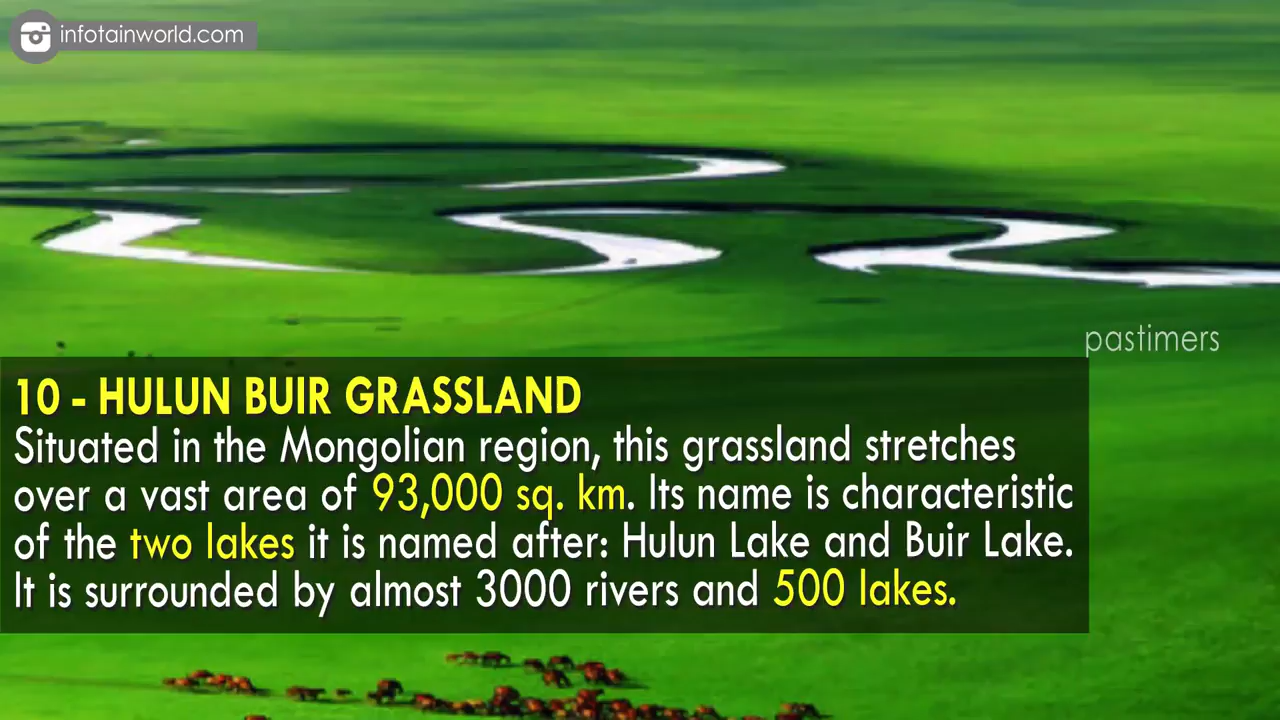 infotainworld.com
pastimers
10 - HULUN BUIR GRASSLAND
Situated in the Mongolian region, this grassland stretches
over a vast area of 93,000 sq. km. Its name is characteristic
of the two lakes it is named after: Hulun Lake and Buir Lake.
It is surrounded by almost 3000 rivers and 500 lakes.